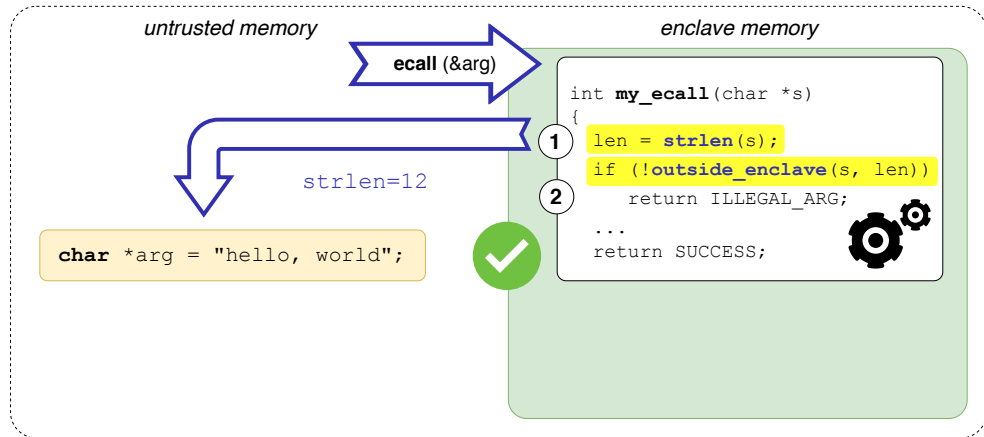 untrusted memory
enclave memory
ecall (&arg)
int my_ecall(char *s)
{
1
len = strlen(s);
if (!outside_enclave(s, len))
2
return ILLEGAL_ARG;
...
return SUCCESS;
strlen=12
char *arg = "hello, world";